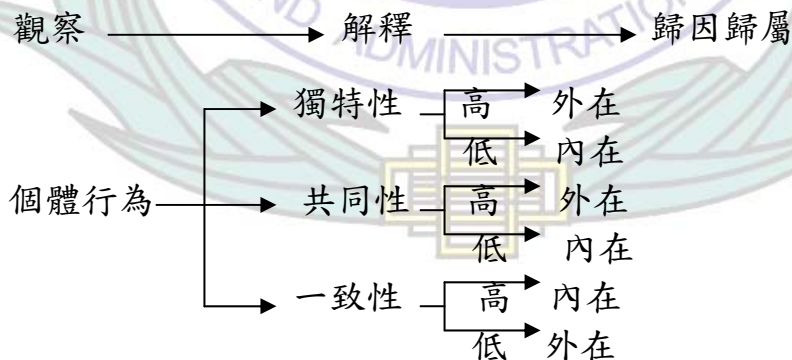 ND ADMINISTRATION
觀察 解釋 歸因歸屬
獨特性 高 外在
低 內在
個體行為 共同性 高 外在
低 內在
一致性 高 內在
低 外在